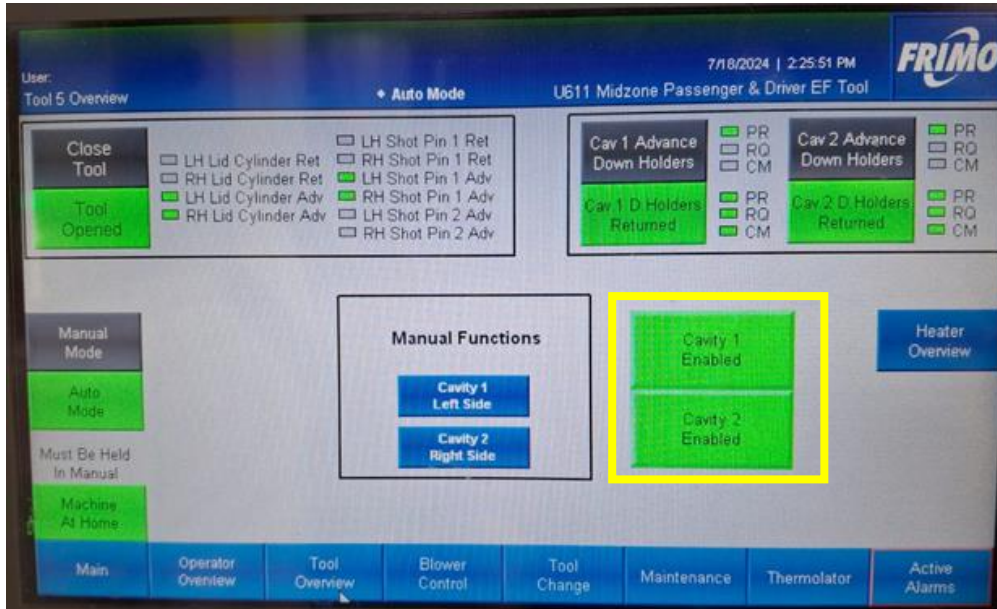 FRIMO
7/18/2024 | 2:25:51 PM
User:
Tool 5 Overview
Auto Mode
U611 Midzone Passenger & Driver EF Tool
Close
Tool
Tool
Opened
LH Lid Cylinder Ret
RH Lid Cylinder Ret
LH Lid Cylinder Adv
RH Lid Cylinder Adv
LH Shot Pin 1 Ret
RH Shot Pin 1 Ret
LH Shot Pin 1 Adv
RH Shot Pin 1 Adv
LH Shot Pin 2 Adv
RH Shot Pin 2 Adv
Cav 1 Advance
Down Holders
PR
RQ
CM
Cav 1 D.Holders
Returned
PR
RQ
CM
Cav 2 Advance
Down Holders
PR
RQ
CM
Cav 2 D.Holders
Returned
PR
RQ
CM
Manual
Mode
Auto
Mode
Must Be Held
In Manual
Machine
At Home
Manual Functions
Cavity 1
Left Side
Cavity 2
Right Side
Cavity 1
Enabled
Cavity 2
Enabled
Heater
Overview
Main
Operator
Overview
Tool
Overview
Blower
Control
Tool
Change
Maintenance
Thermolator
Active
Alarms